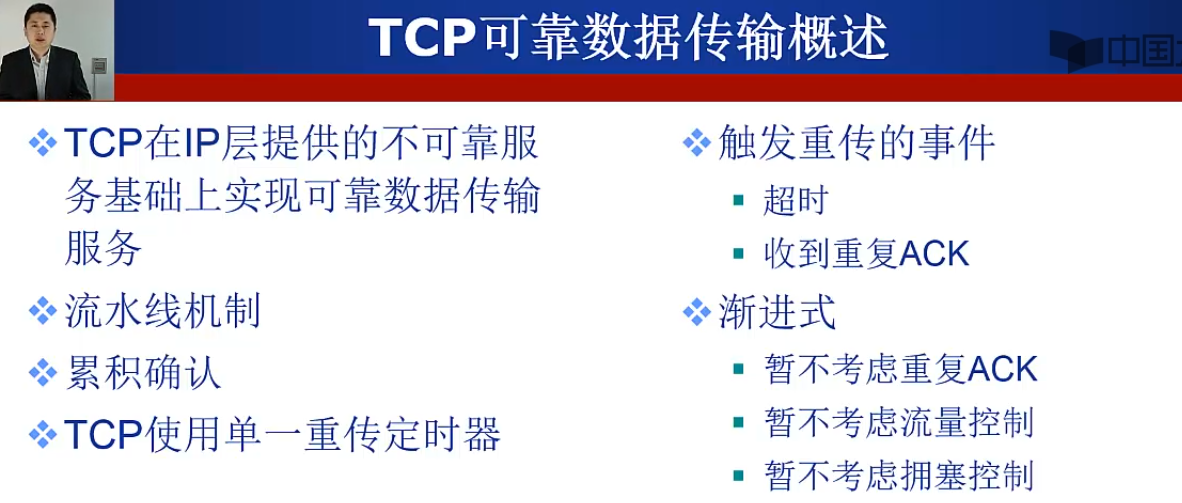 TCP可靠数据传输概述
中国
TCP在IP层提供的不可靠服
务基础上实现可靠数据传输
服务
流水线机制
累积确认
TCP使用单一重传定时器
触发重传的事件
超时
收到重复ACK
渐进式
暂不考虑重复ACK
暂不考虑流量控制
暂不考虑拥塞控制